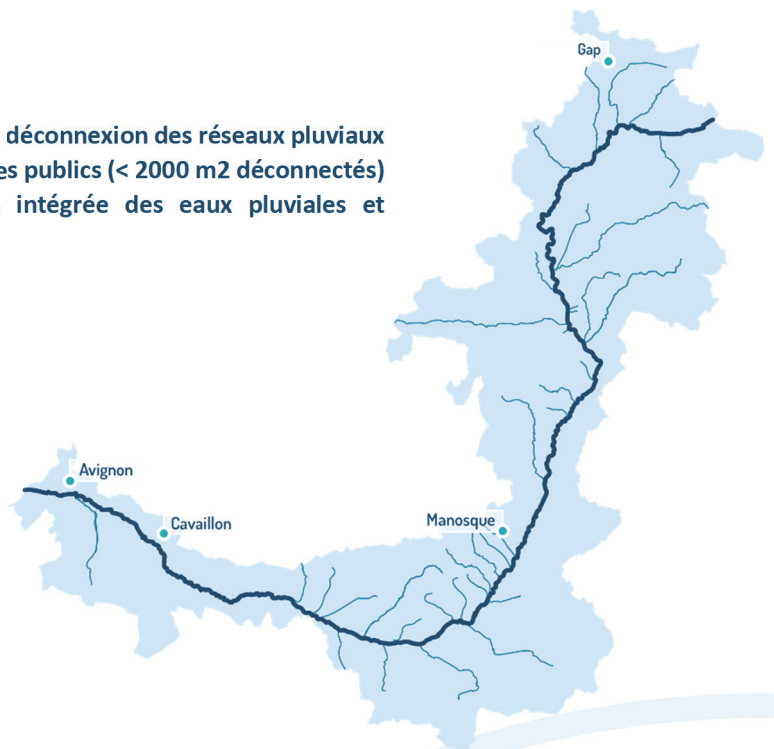 Gap
déconnexion des réseaux pluviaux
es publics (< 2000 m2 déconnectés)
intégrée des eaux pluviales et
Avignon
Cavaillon
Manosque